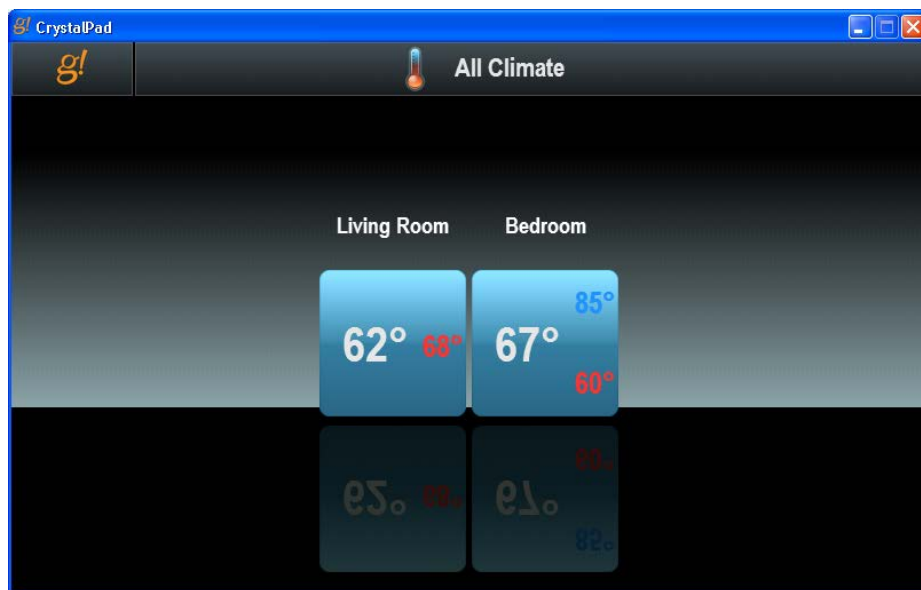 g! CrystalPad
g! All Climate
Living Room Bedroom
85°
62° 68° 67°
60°